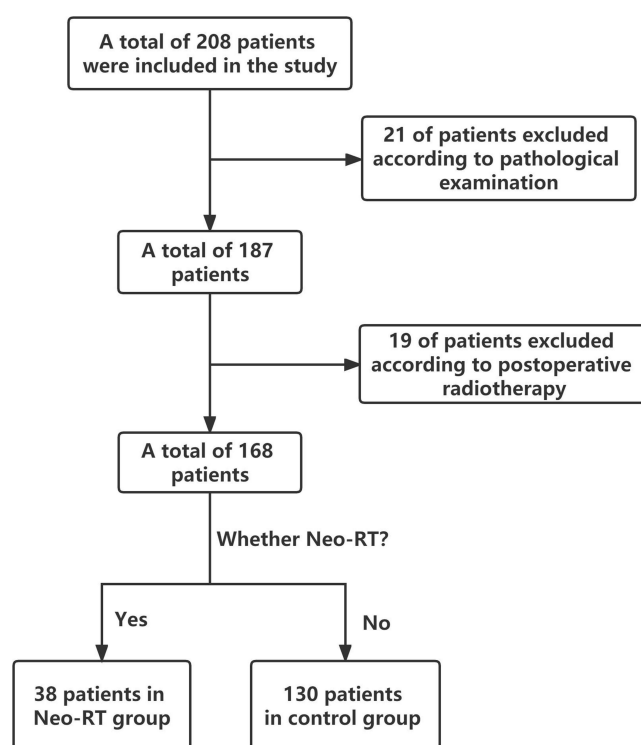 A total of 208 patients
were included in the study
21 of patients excluded
according to pathological
examination
A total of 187
patients
19 of patients excluded
according to postoperative
radiotherapy
A total of 168
patients
Whether Neo-RT?
Yes
No
38 patients in
Neo-RT group
130 patients
in control group